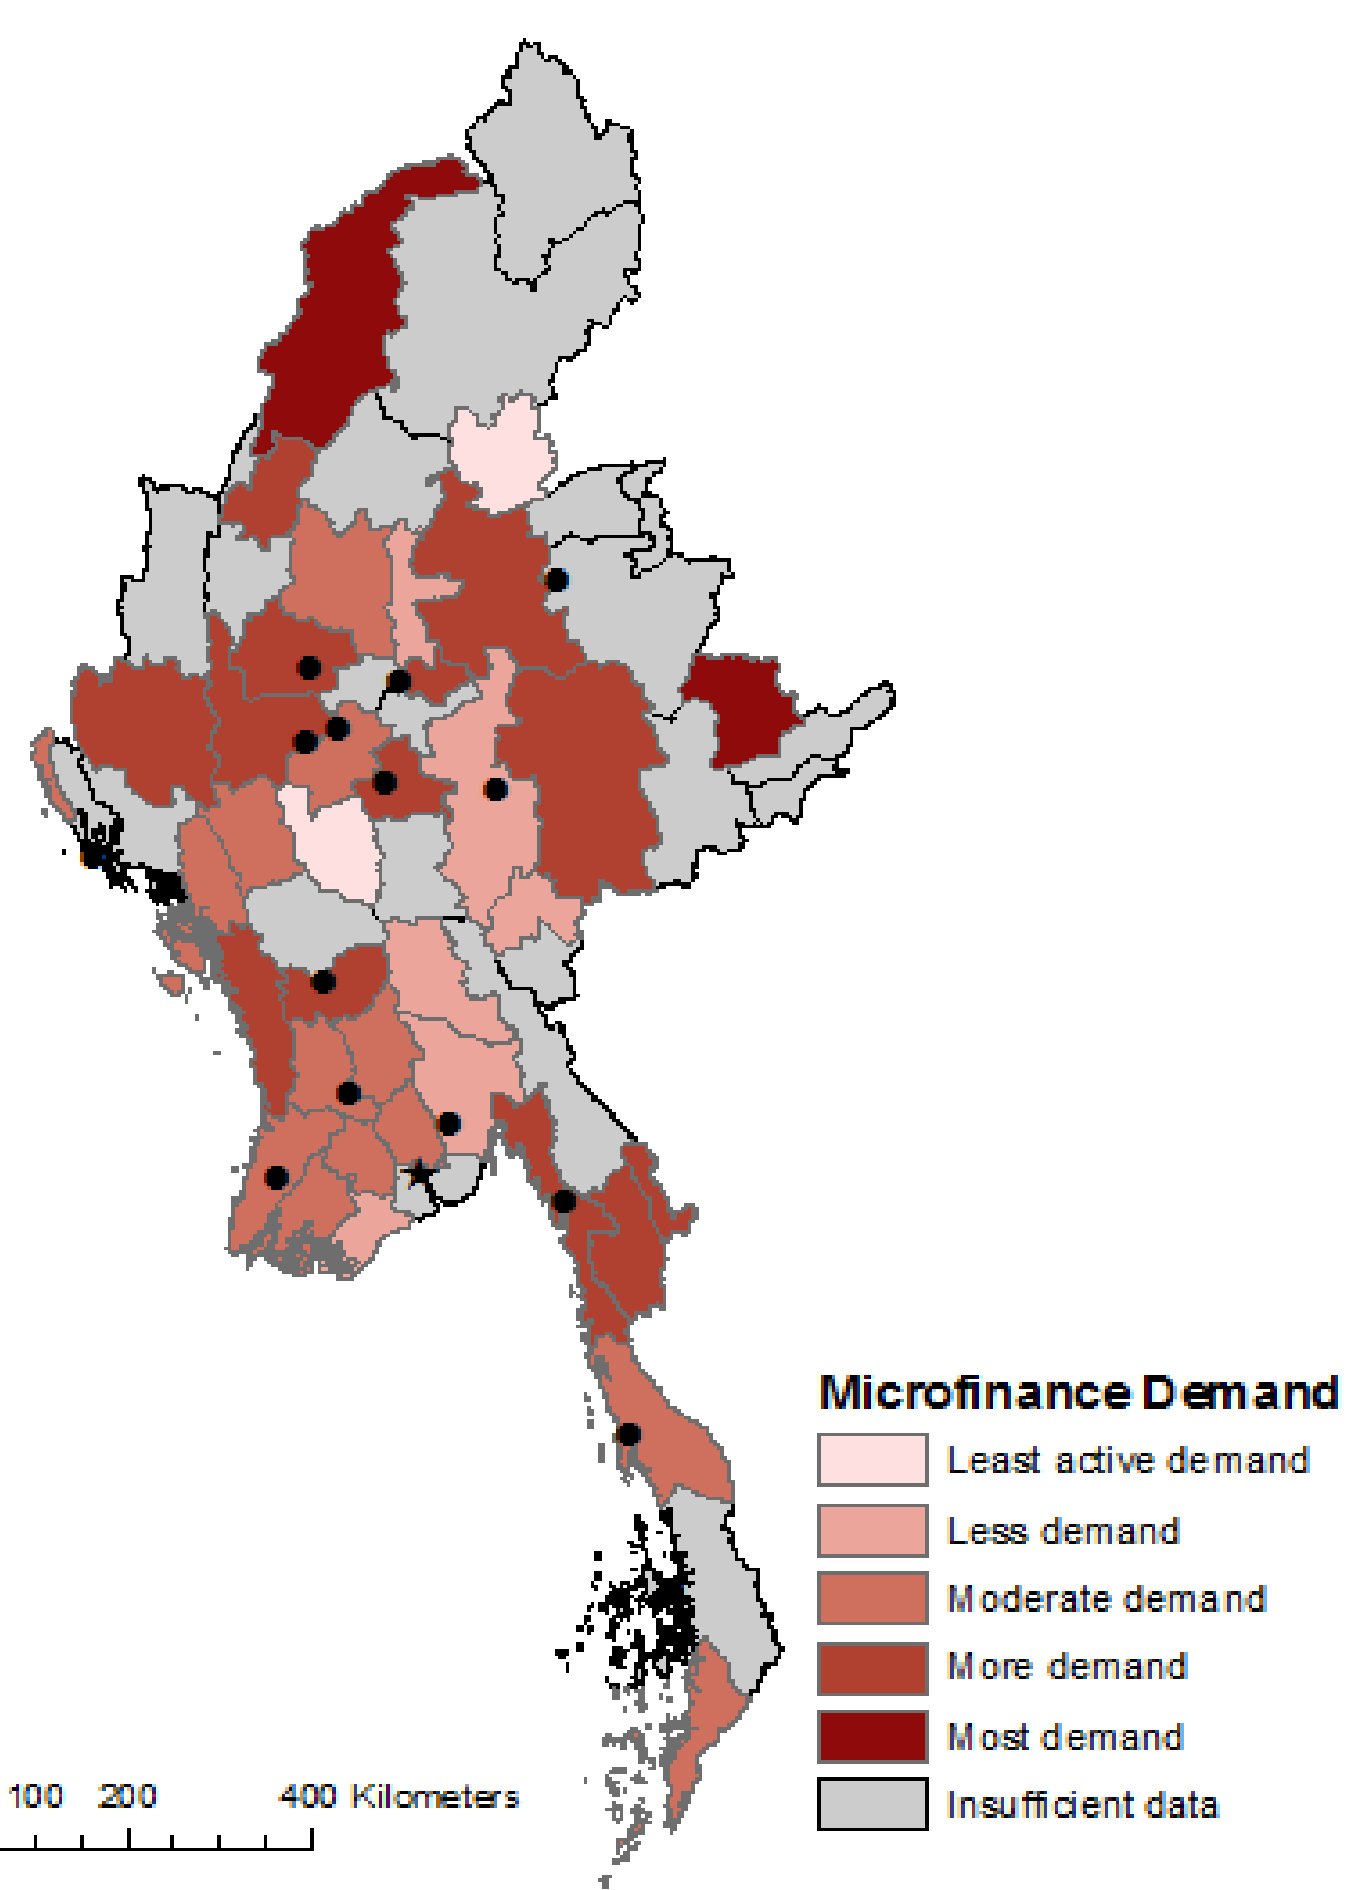 Microfinance Demand
Least active demand
Less demand
Moderate demand
More demand
Most demand
Insufficient data
100 200 400 Kilometers